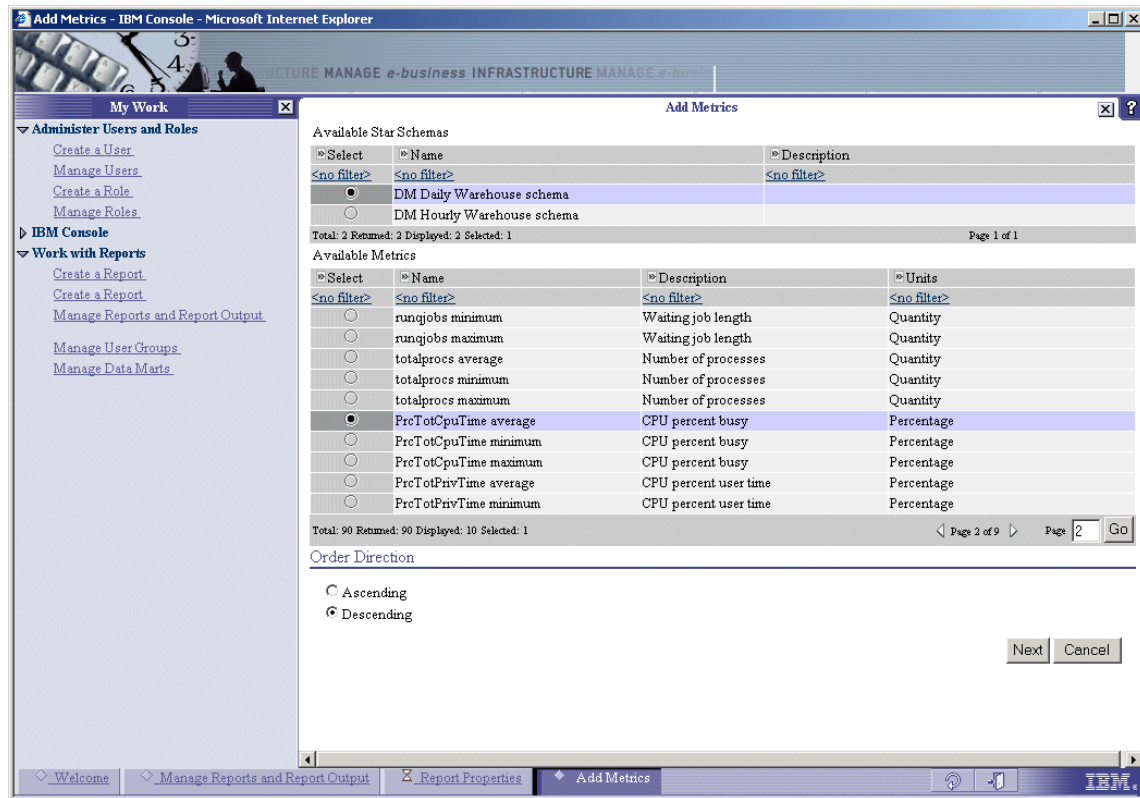 Add Metrics - IBM Console - Microsoft Internet Explorer
3
4
5
UCTURE MANAGE e-business INFRASTRUCTURE MANAGE e-busin
My Work
Add Metrics
?
Administer Users and Roles
Create a User
Manage Users
Create a Role
Manage Roles
IBM Console
Work with Reports
Create a Report
Create a Report
Manage Reports and Report Output
Manage User Groups
Manage Data Marts
Available Star Schemas
Select Name Description
<no filter> <no filter> <no filter>
DM Daily Warehouse schema
DM Hourly Warehouse schema
Total: 2 Returned: 2 Displayed: 2 Selected: 1 Page 1 of 1
Available Metrics
Select Name Description Units
<no filter> <no filter> <no filter> <no filter>
runqjobs minimum Waiting job length Quantity
runqjobs maximum Waiting job length Quantity
totalprocs average Number of processes Quantity
totalprocs minimum Number of processes Quantity
totalprocs maximum Number of processes Quantity
PrcTotCpuTime average CPU percent busy Percentage
PrcTotCpuTime minimum CPU percent busy Percentage
PrcTotCpuTime maximum CPU percent busy Percentage
PrcTotPrivTime average CPU percent user time Percentage
PrcTotPrivTime minimum CPU percent user time Percentage
Total: 90 Returned: 90 Displayed: 10 Selected: 1 Page 2 of 9 Page 2 Go
Order Direction
Ascending
Descending
Next Cancel
Welcome Manage Reports and Report Output Report Properties Add Metrics IBM.